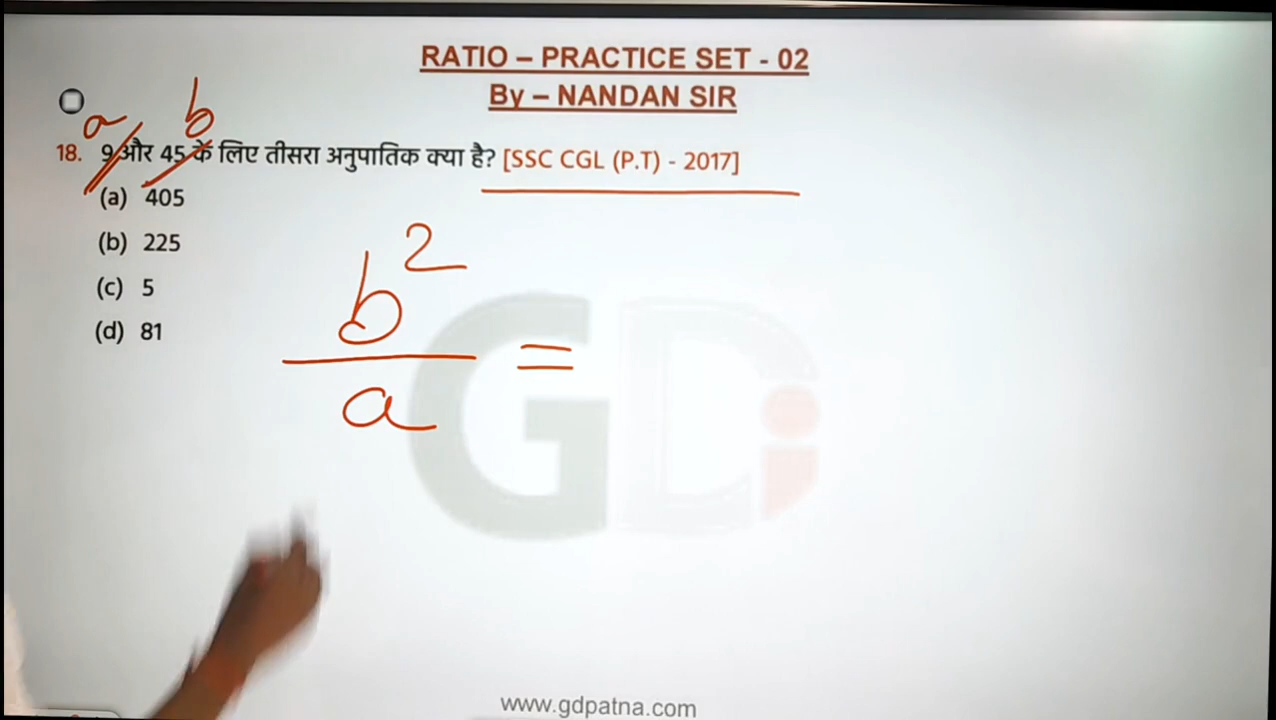 RATIO – PRACTICE SET - 02
By – NANDAN SIR
a b
18. 9 और 45 के लिए तीसरा अनुपातिक क्या है? [SSC CGL (P.T) - 2017]
(a) 405
(b) 225
(c) 5
(d) 81
b²
a
=
GDi
www.gdpatna.com